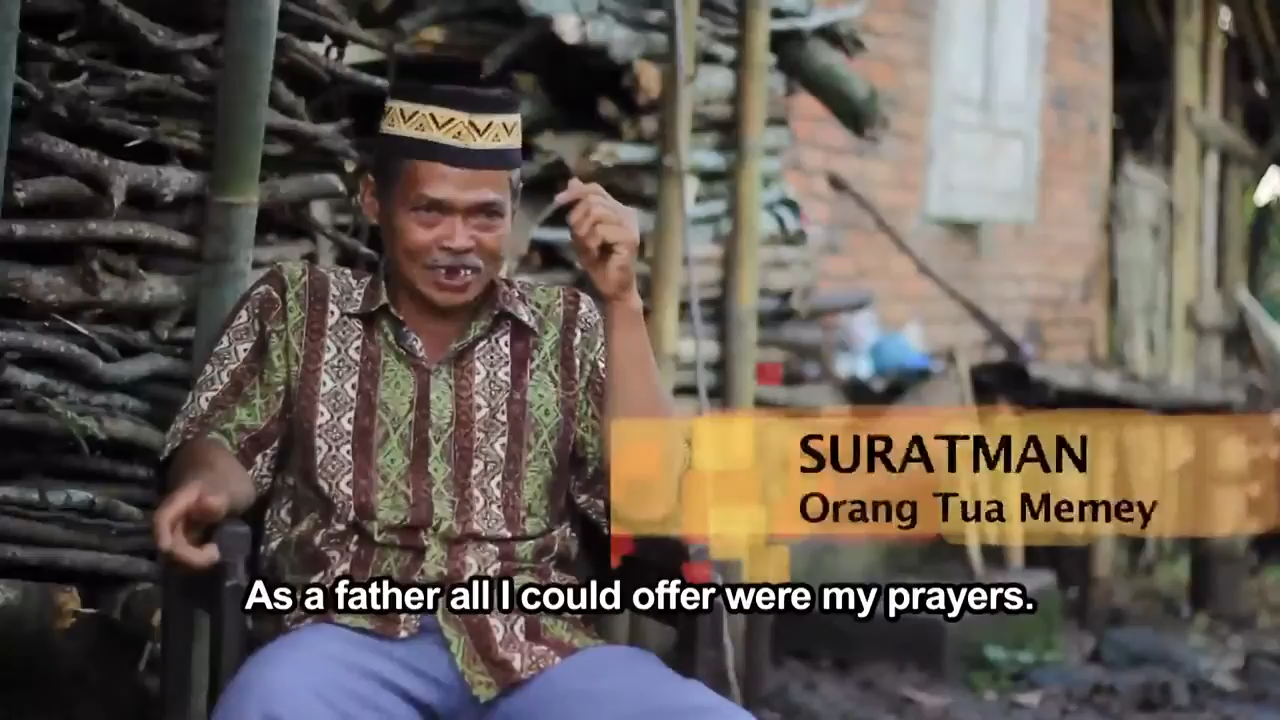 SURATMAN
Orang Tua Memey
As a father all I could offer were my prayers.